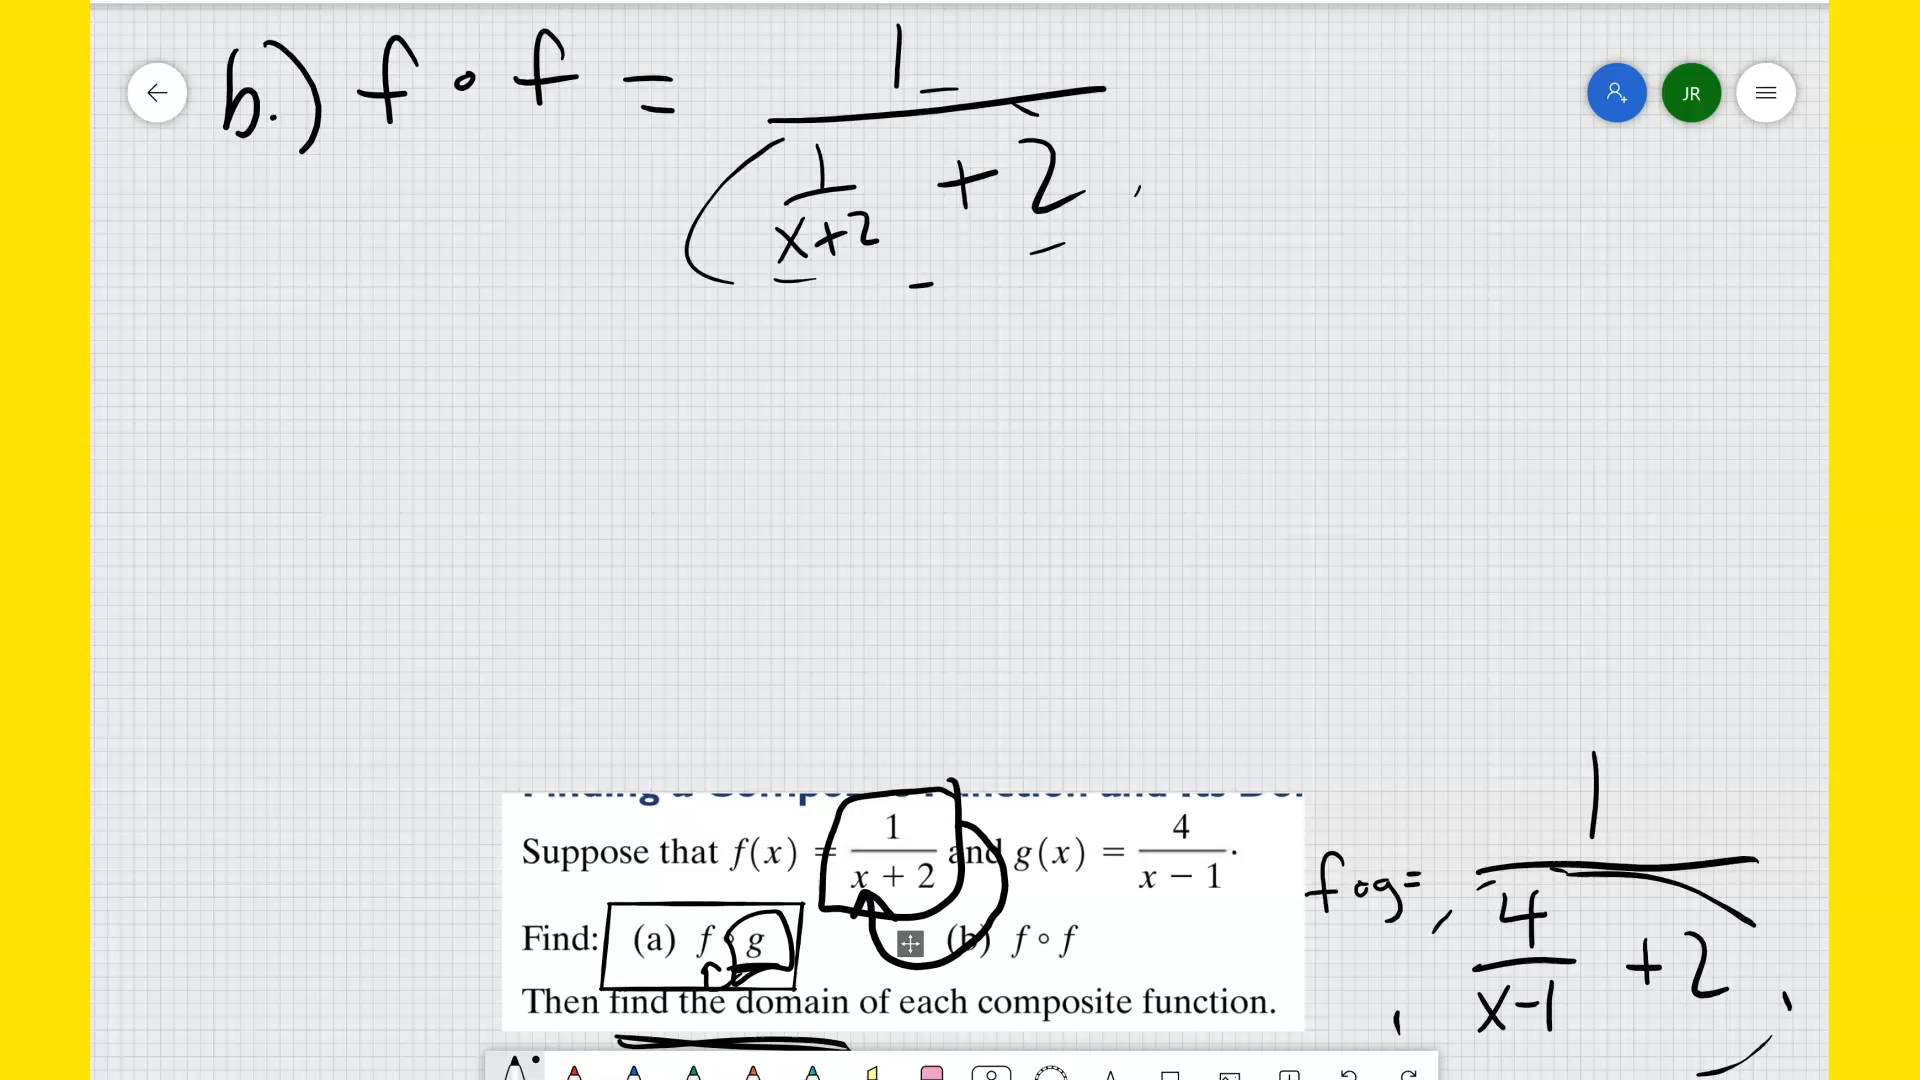 b.) f ∘ f = 1 / (1/(x+2) + 2
JR
Suppose that f(x) = 1/(x + 2) and g(x) = 4/(x − 1).
Find: (a) f ∘ g (b) f ∘ f
Then find the domain of each composite function.
f∘g = 1 / (4/(x−1) + 2)